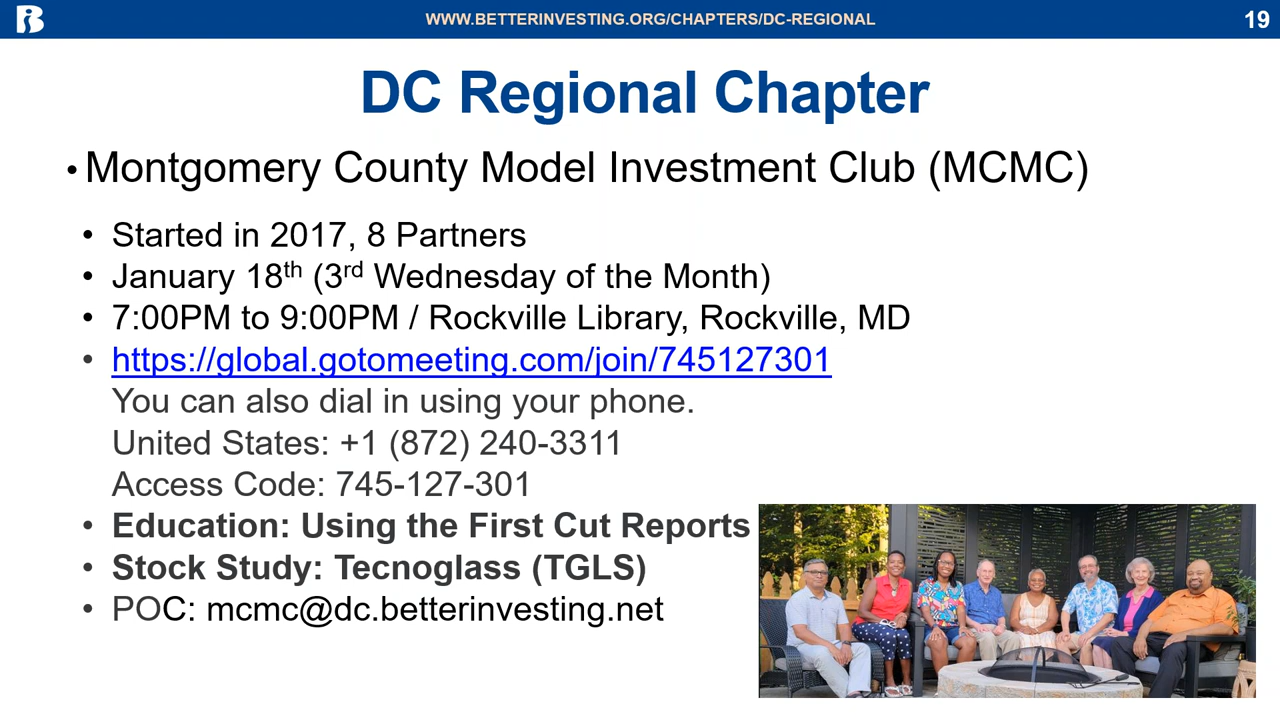 WWW.BETTERINVESTING.ORG/CHAPTERS/DC-REGIONAL
19
DC Regional Chapter
• Montgomery County Model Investment Club (MCMC)
• Started in 2017, 8 Partners
• January 18th (3rd Wednesday of the Month)
• 7:00PM to 9:00PM / Rockville Library, Rockville, MD
• https://global.gotomeeting.com/join/745127301
You can also dial in using your phone.
United States: +1 (872) 240-3311
Access Code: 745-127-301
• Education: Using the First Cut Reports
• Stock Study: Tecnoglass (TGLS)
• POC: mcmc@dc.betterinvesting.net